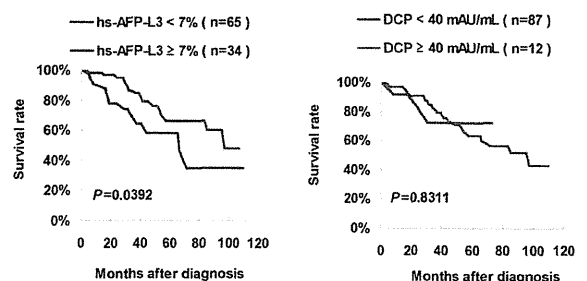 hs-AFP-L3 < 7% ( n=65)
hs-AFP-L3 ≥ 7% ( n=34)
100%
80%
60%
40%
20%
0%
Survival rate
P=0.0392
0 20 40 60 80 100 120
Months after diagnosis
DCP < 40 mAU/mL ( n=87)
DCP ≥ 40 mAU/mL ( n=12)
100%
80%
60%
40%
20%
0%
Survival rate
P=0.8311
0 20 40 60 80 100 120
Months after diagnosis